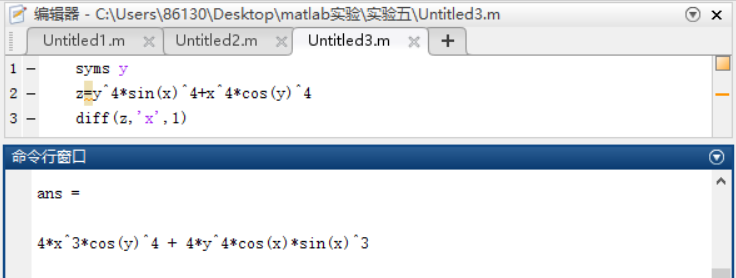 编辑器 - C:\Users\86130\Desktop\matlab实验\实验五\Untitled3.m
Untitled1.m Untitled2.m Untitled3.m
1 – syms y
2 – z=y^4*sin(x)^4+x^4*cos(y)^4
3 – diff(z,'x',1)
命令行窗口
ans =
4*x^3*cos(y)^4 + 4*y^4*cos(x)*sin(x)^3